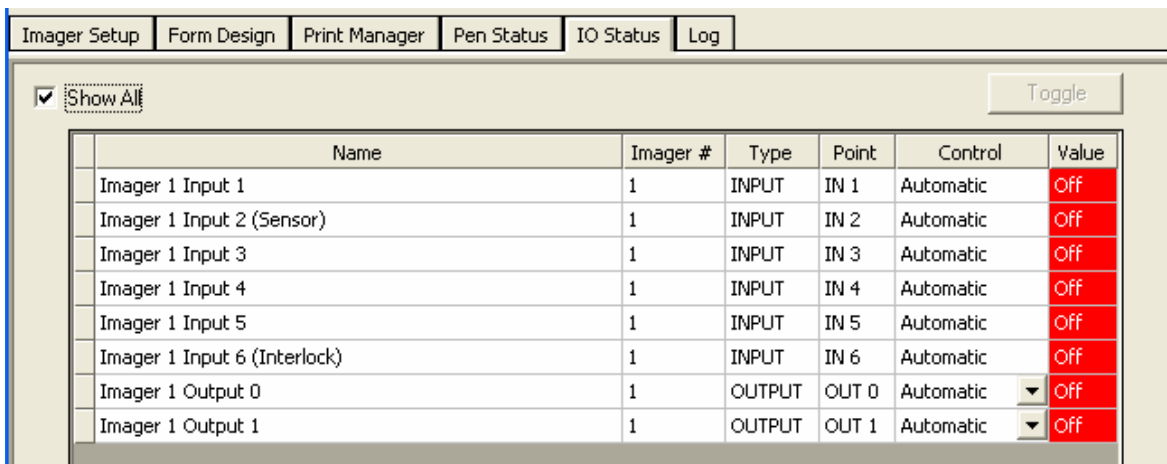 Imager Setup Form Design Print Manager Pen Status IO Status Log
Show All Toggle
Name Imager # Type Point Control Value
Imager 1 Input 1 1 INPUT IN 1 Automatic Off
Imager 1 Input 2 (Sensor) 1 INPUT IN 2 Automatic Off
Imager 1 Input 3 1 INPUT IN 3 Automatic Off
Imager 1 Input 4 1 INPUT IN 4 Automatic Off
Imager 1 Input 5 1 INPUT IN 5 Automatic Off
Imager 1 Input 6 (Interlock) 1 INPUT IN 6 Automatic Off
Imager 1 Output 0 1 OUTPUT OUT 0 Automatic Off
Imager 1 Output 1 1 OUTPUT OUT 1 Automatic Off